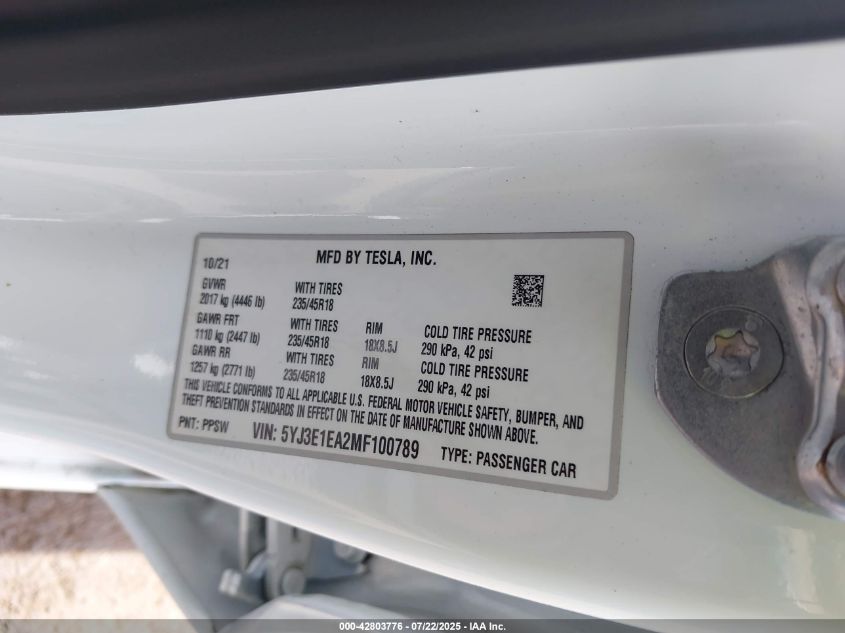 10/21 MFD BY TESLA, INC.
GVWR
2017 kg (4446 lb) WITH TIRES 235/45R18
GAWR FRT
1110 kg (2447 lb) WITH TIRES 235/45R18 RIM 18X8.5J COLD TIRE PRESSURE 290 kPa, 42 psi
GAWR RR
1257 kg (2771 lb) WITH TIRES 235/45R18 RIM 18X8.5J COLD TIRE PRESSURE 290 kPa, 42 psi
THIS VEHICLE CONFORMS TO ALL APPLICABLE U.S. FEDERAL MOTOR VEHICLE SAFETY, BUMPER, AND
THEFT PREVENTION STANDARDS IN EFFECT ON THE DATE OF MANUFACTURE SHOWN ABOVE.
PNT: PPSW VIN: 5YJ3E1EA2MF100789 TYPE: PASSENGER CAR
000-42803776 - 07/22/2025 - IAA Inc.